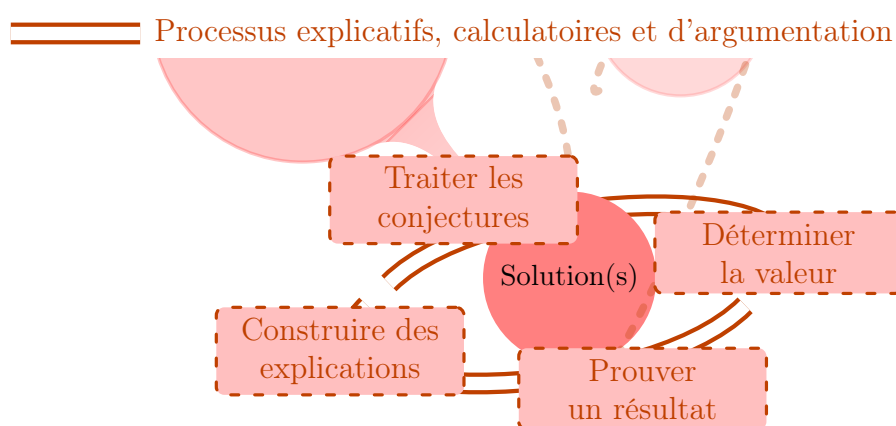 Processus explicatifs, calculatoires et d'argumentation
Traiter les
conjectures
Déterminer
la valeur
Solution(s)
Construire des
explications
Prouver
un résultat